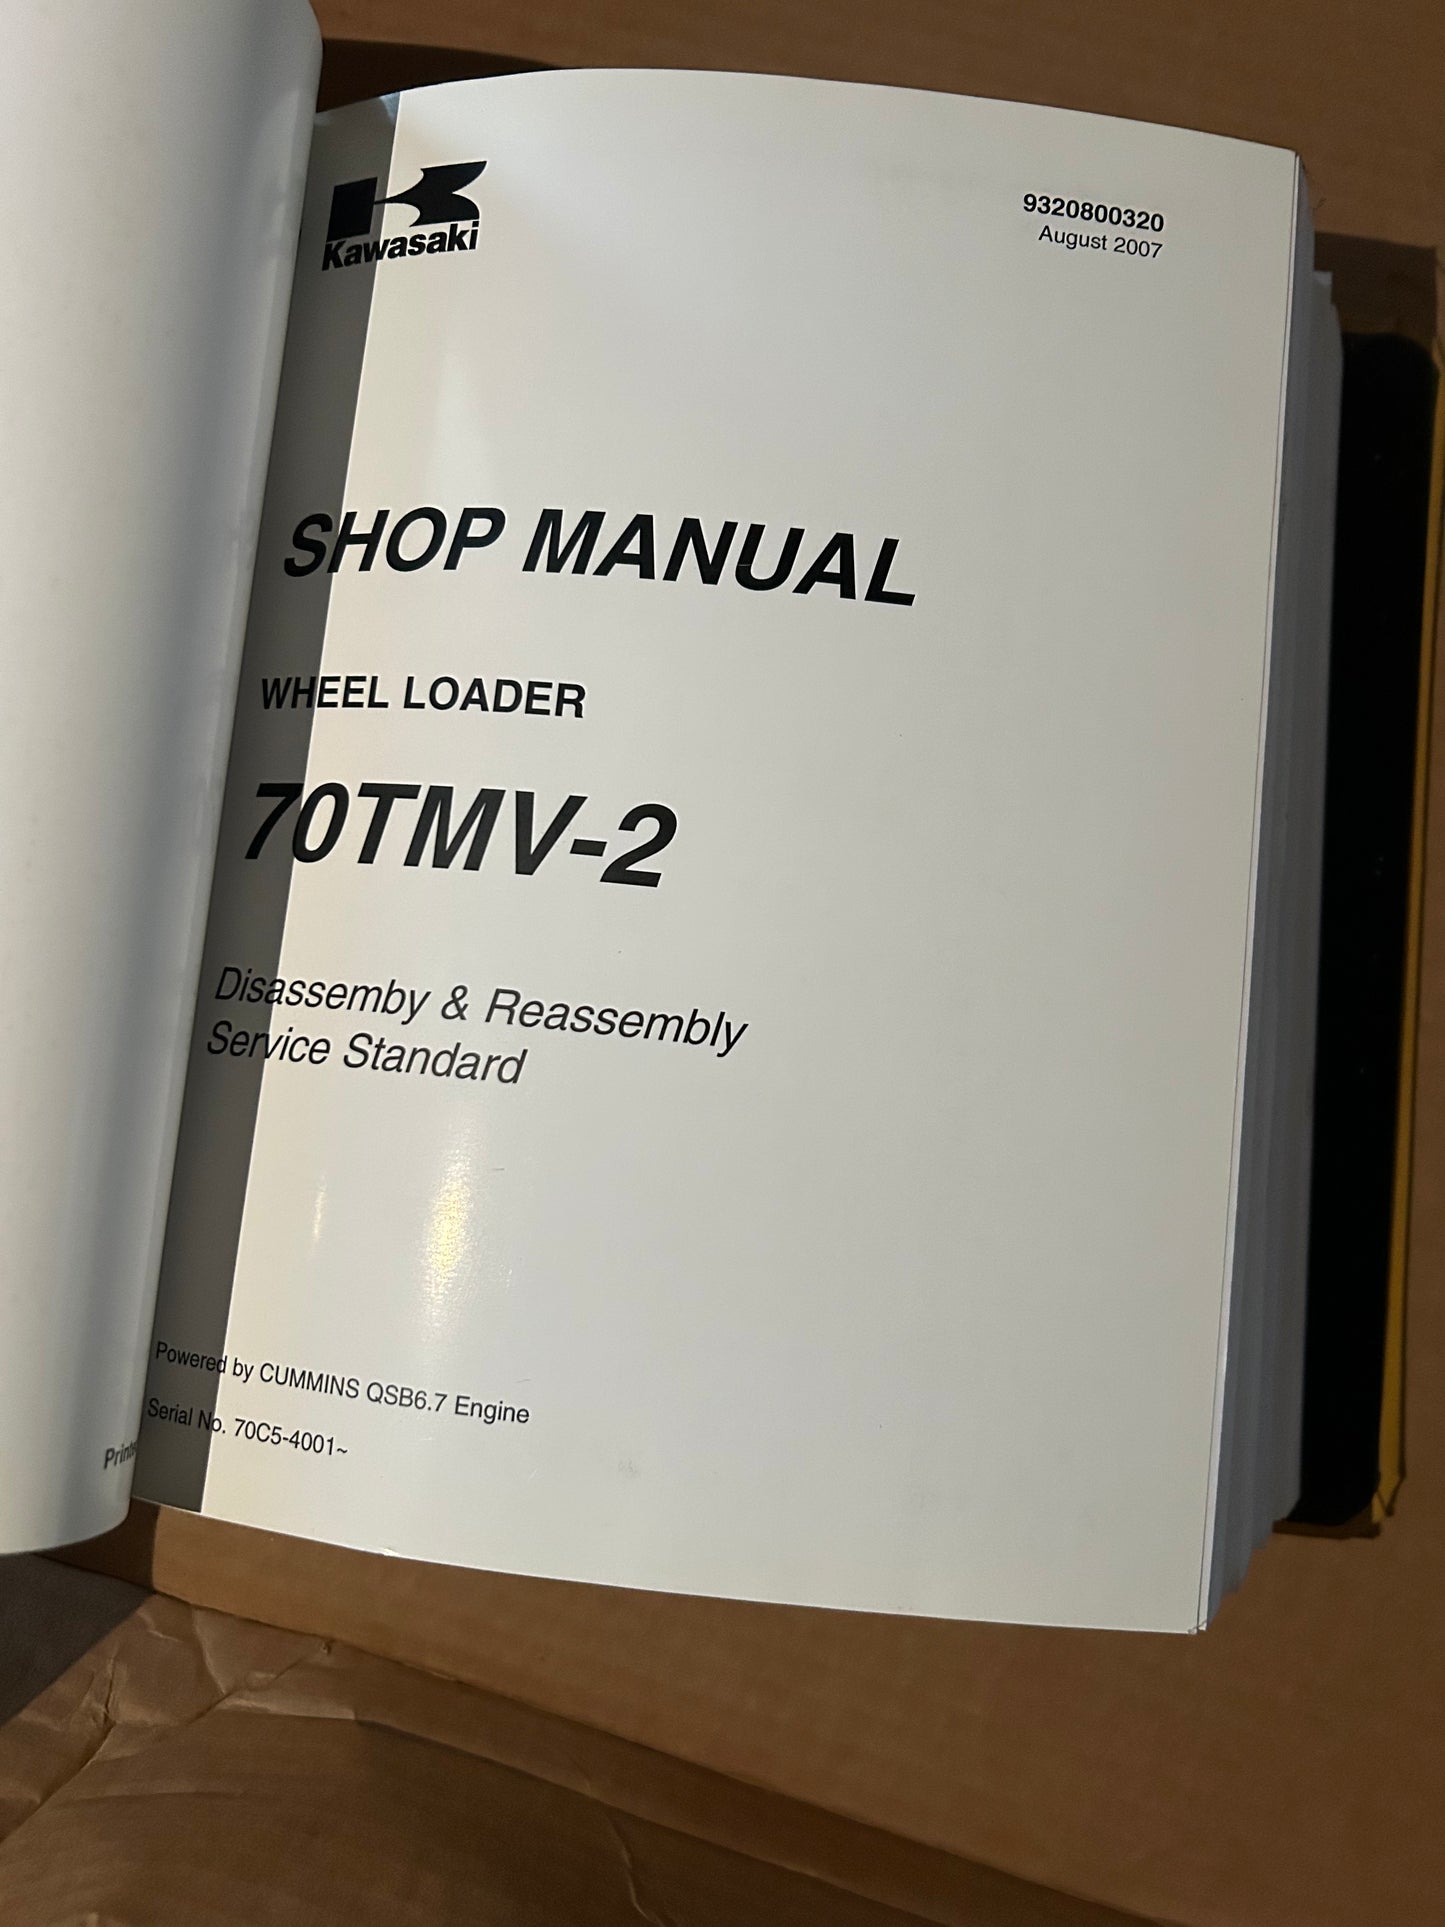 Kawasaki
9320800320
August 2007
SHOP MANUAL
WHEEL LOADER
70TMV-2
Disassemby & Reassembly
Service Standard
Powered by CUMMINS QSB6.7 Engine
Serial No. 70C5-4001~